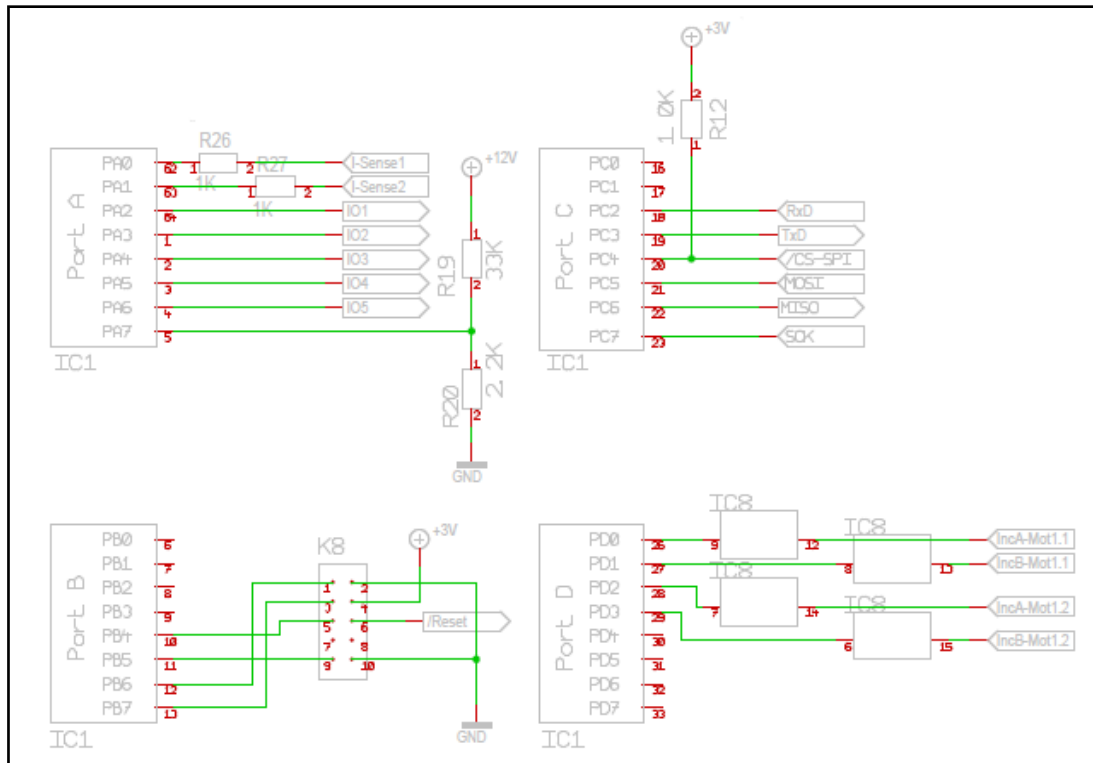 +3V
1 0K
2
R12
1
R26
R27
1K
1K
Port A
PA0 62 1 2 I-Sense1
PA1 63 1 2 I-Sense2
PA2 64 IO1
PA3 1 IO2
PA4 2 IO3
PA5 3 IO4
PA6 4 IO5
PA7 5
IC1
+12V
1
R19
33K
2
1
R20
2.2K
2
GND
Port C
PC0 16
PC1 17
PC2 18 RxD
PC3 19 TxD
PC4 20 /CS-SPI
PC5 21 MOSI
PC6 22 MISO
PC7 23 SCK
IC1
Port B
PB0 6
PB1 7
PB2 8
PB3 9
PB4 10
PB5 11
PB6 12
PB7 13
IC1
K8
+3V
1 2
3 4
5 6 /Reset
7 8
9 10
GND
Port D
IC8
IC8
IC8
IC8
PD0 26 9 12 IncA-Mot1.1
PD1 27 8 13 IncB-Mot1.1
PD2 28 7 14 IncA-Mot1.2
PD3 29 6 15 IncB-Mot1.2
PD4 30
PD5 31
PD6 32
PD7 33
IC1